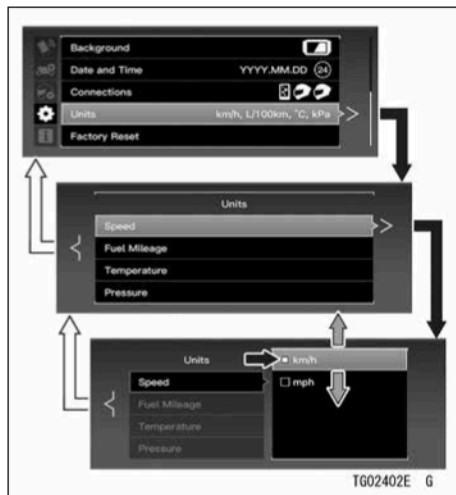 Background
Date and Time YYYY.MM.DD 24
Connections
Units km/h, L/100km, °C, kPa
Factory Reset
Units
Speed
Fuel Mileage
Temperature
Pressure
Units km/h
Speed mph
Fuel Mileage
Temperature
Pressure
TG02402E G